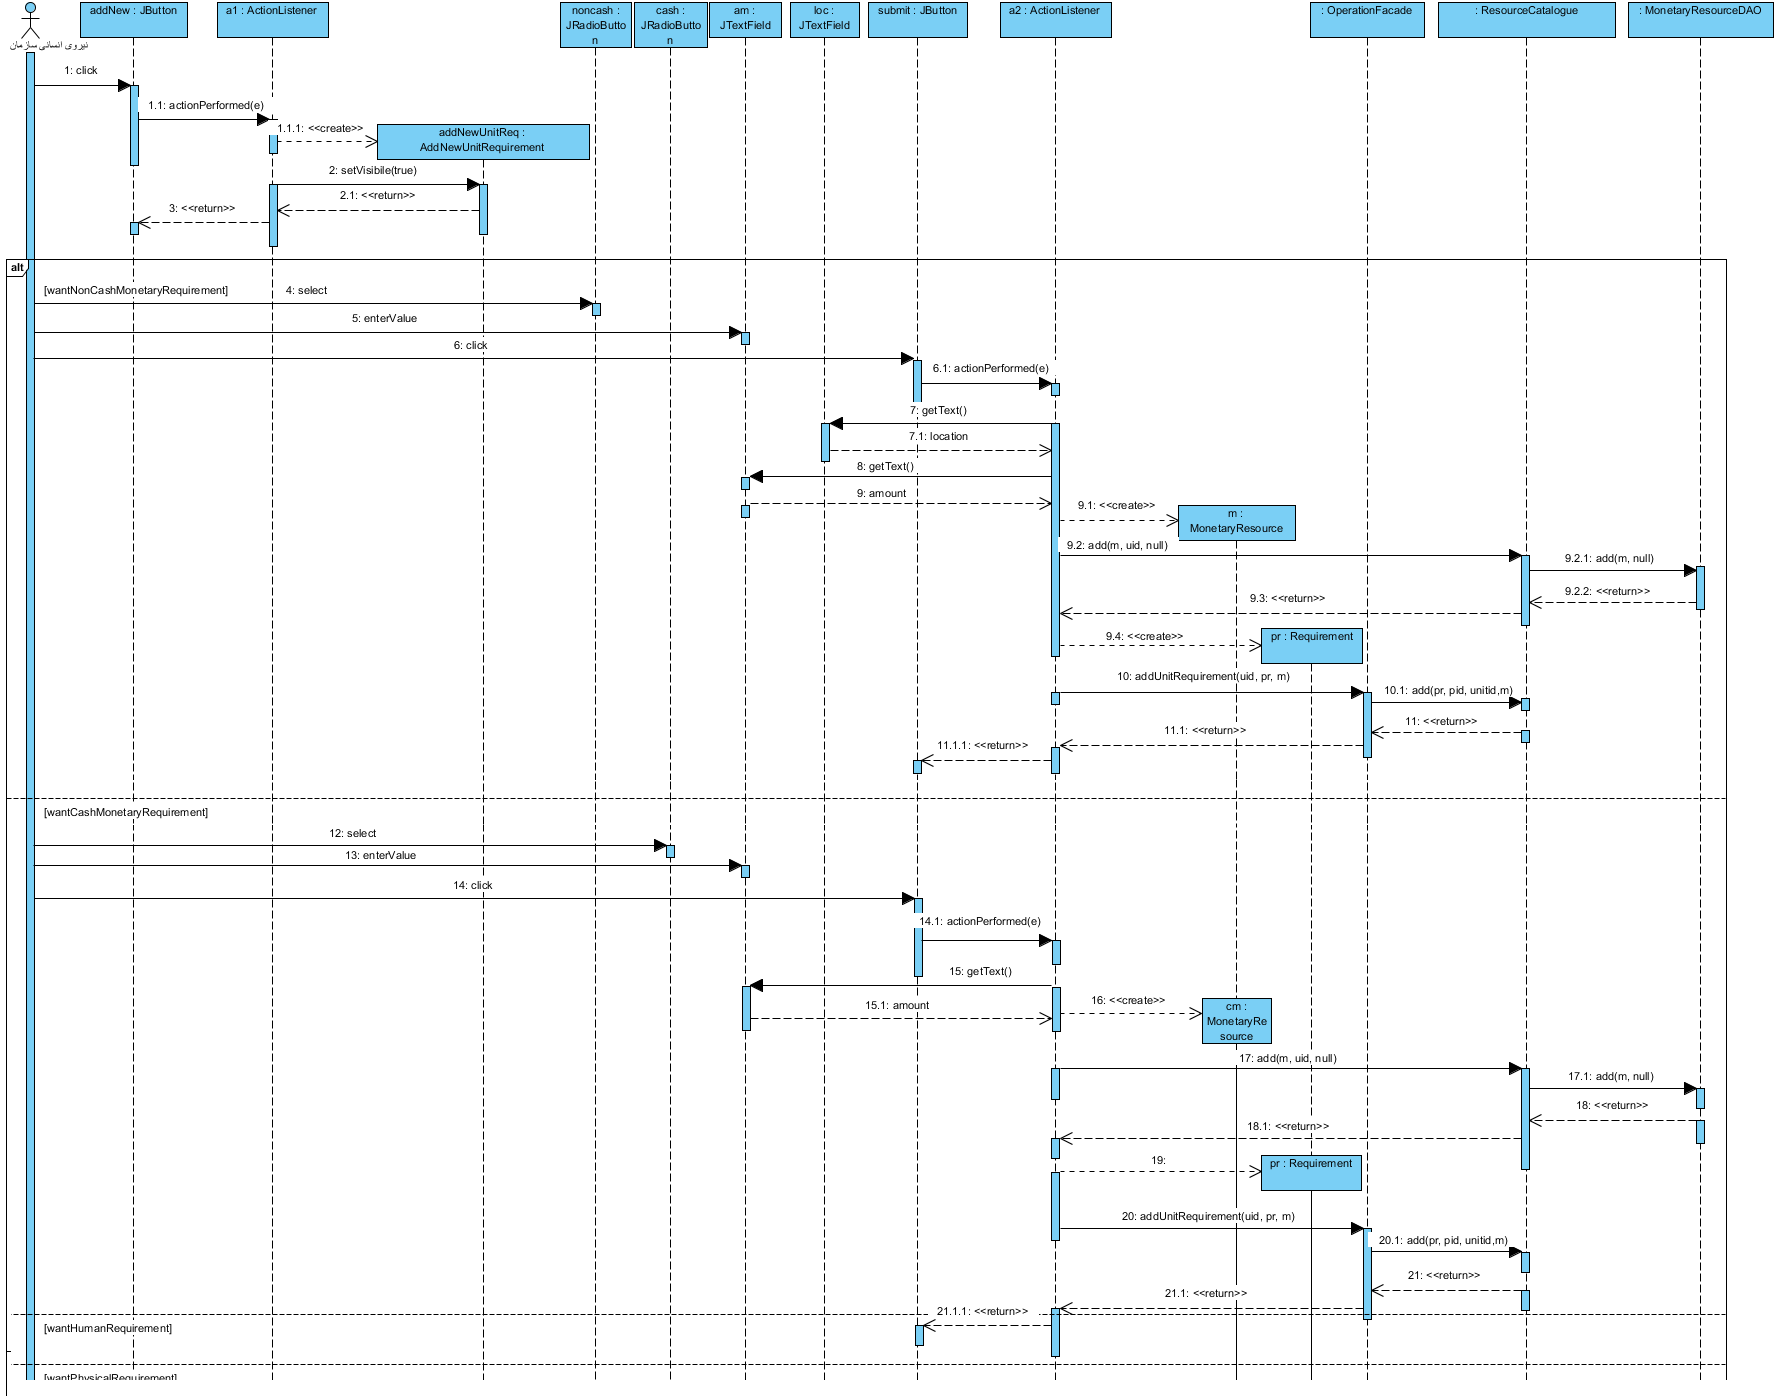 addNew : JButton
a1 : ActionListener
noncash :
JRadioButto
n
cash :
JRadioButto
n
am :
JTextField
loc :
JTextField
submit : JButton
a2 : ActionListener
: OperationFacade
: ResourceCatalogue
: MonetaryResourceDAO
نیروی انسانی سازمان
1: click
1.1: actionPerformed(e)
1.1.1: <<create>>
addNewUnitReq :
AddNewUnitRequirement
2: setVisibile(true)
2.1: <<return>>
3: <<return>>
alt
[wantNonCashMonetaryRequirement]
4: select
5: enterValue
6: click
6.1: actionPerformed(e)
7: getText()
7.1: location
8: getText()
9: amount
9.1: <<create>>
m :
MonetaryResource
9.2: add(m, uid, null)
9.2.1: add(m, null)
9.2.2: <<return>>
9.3: <<return>>
9.4: <<create>>
pr : Requirement
10: addUnitRequirement(uid, pr, m)
10.1: add(pr, pid, unitid,m)
11: <<return>>
11.1: <<return>>
11.1.1: <<return>>
[wantCashMonetaryRequirement]
12: select
13: enterValue
14: click
14.1: actionPerformed(e)
15: getText()
15.1: amount
16: <<create>>
cm :
MonetaryRe
source
17: add(m, uid, null)
17.1: add(m, null)
18: <<return>>
18.1: <<return>>
19:
pr : Requirement
20: addUnitRequirement(uid, pr, m)
20.1: add(pr, pid, unitid,m)
21: <<return>>
21.1: <<return>>
21.1.1: <<return>>
[wantHumanRequirement]
[wantPhysicalRequirement]